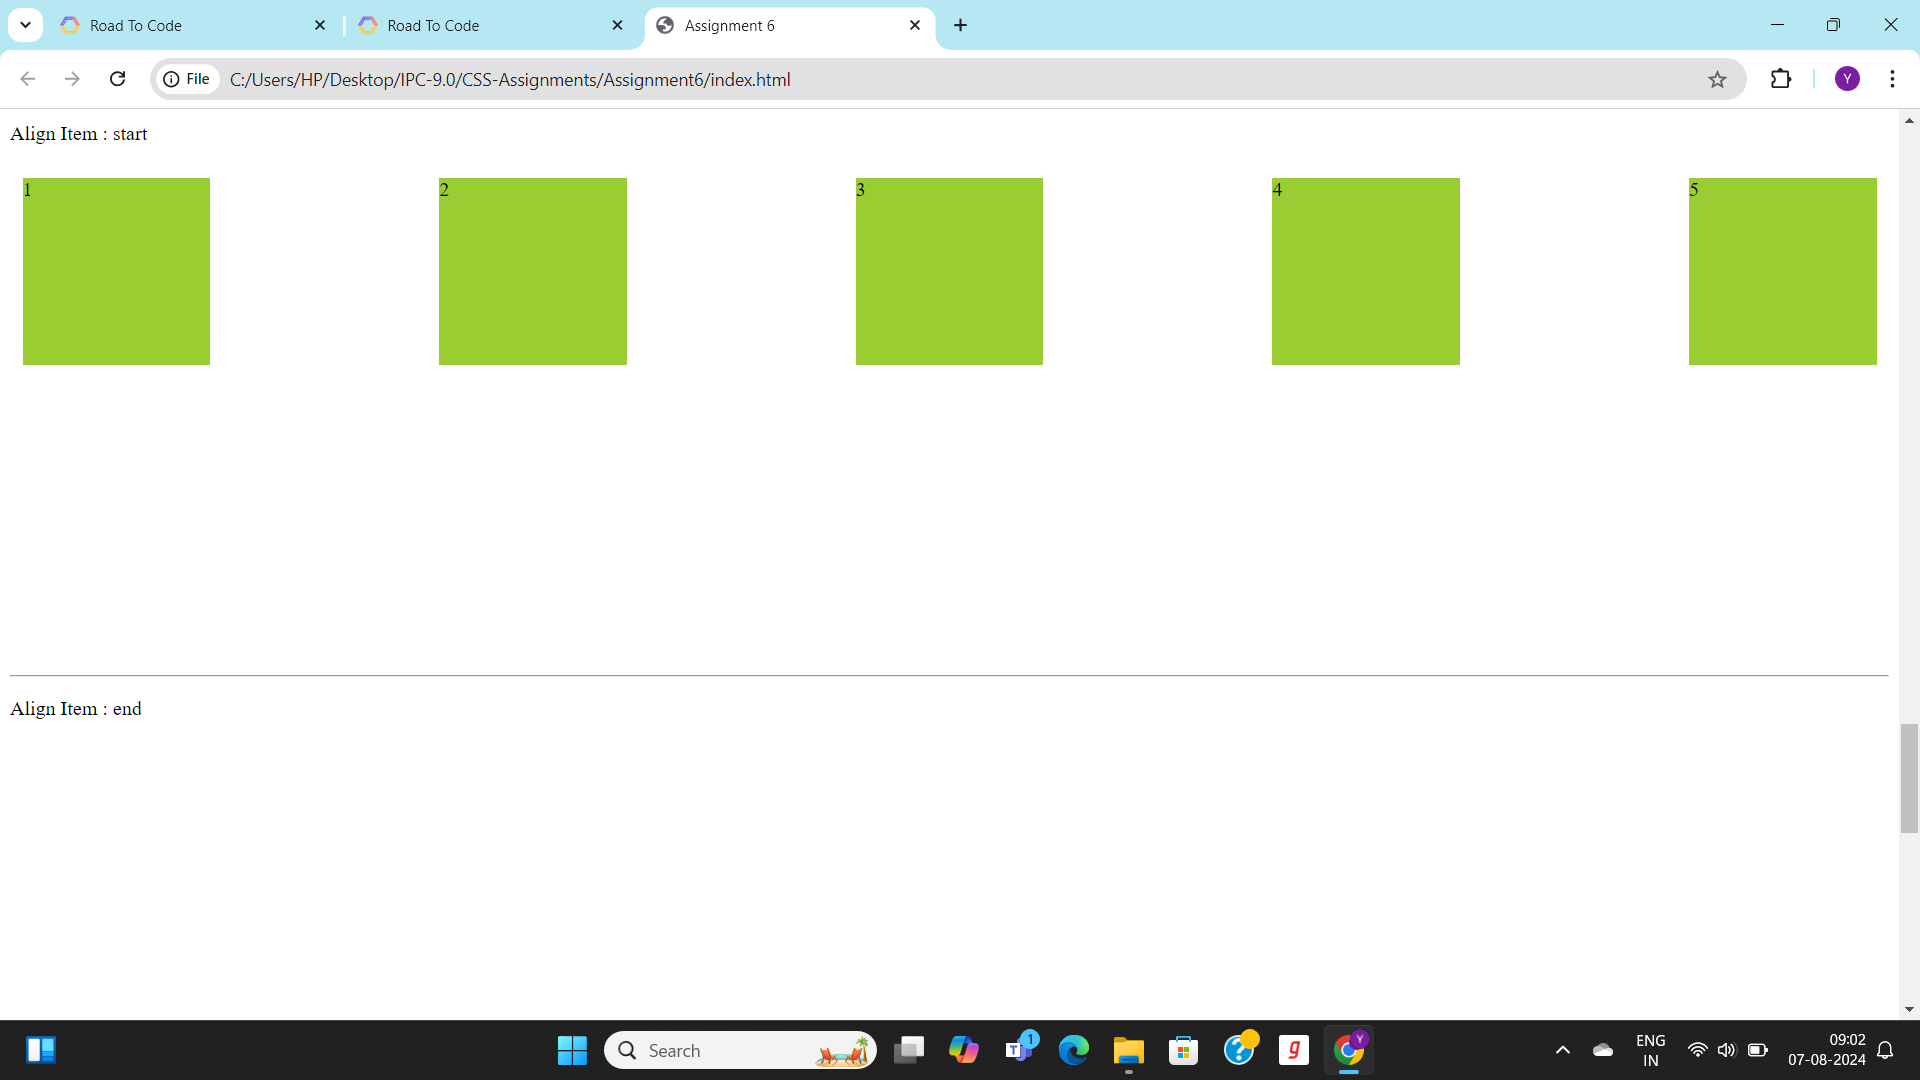 Road To Code
Road To Code
Assignment 6
File
C:/Users/HP/Desktop/IPC-9.0/CSS-Assignments/Assignment6/index.html
Y
Align Item : start
1
2
3
4
5
Align Item : end
Search
T
1
?
g
Y
ENG
IN
09:02
07-08-2024